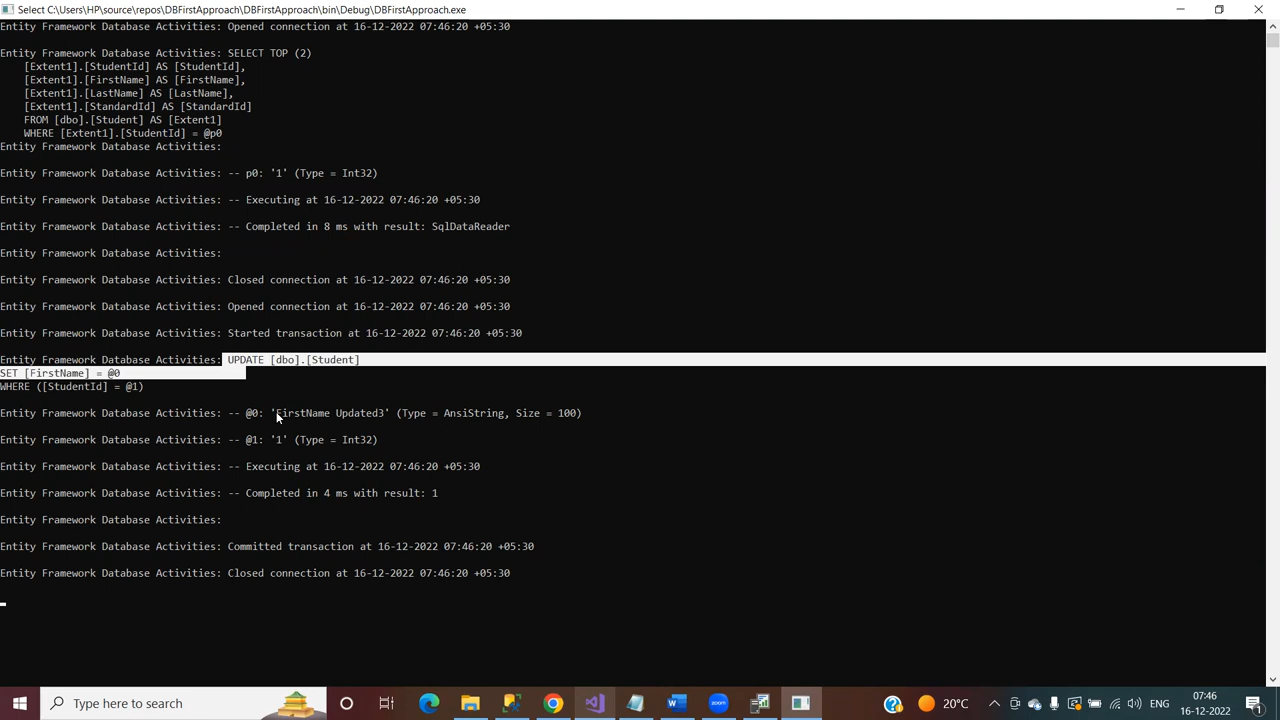 Select C:\Users\HP\source\repos\DBFirstApproach\DBFirstApproach\bin\Debug\DBFirstApproach.exe
Entity Framework Database Activities: Opened connection at 16-12-2022 07:46:20 +05:30
Entity Framework Database Activities: SELECT TOP (2)
[Extent1].[StudentId] AS [StudentId],
[Extent1].[FirstName] AS [FirstName],
[Extent1].[LastName] AS [LastName],
[Extent1].[StandardId] AS [StandardId]
FROM [dbo].[Student] AS [Extent1]
WHERE [Extent1].[StudentId] = @p0
Entity Framework Database Activities:
Entity Framework Database Activities: -- p0: '1' (Type = Int32)
Entity Framework Database Activities: -- Executing at 16-12-2022 07:46:20 +05:30
Entity Framework Database Activities: -- Completed in 8 ms with result: SqlDataReader
Entity Framework Database Activities:
Entity Framework Database Activities: Closed connection at 16-12-2022 07:46:20 +05:30
Entity Framework Database Activities: Opened connection at 16-12-2022 07:46:20 +05:30
Entity Framework Database Activities: Started transaction at 16-12-2022 07:46:20 +05:30
Entity Framework Database Activities: UPDATE [dbo].[Student]
SET [FirstName] = @0
WHERE ([StudentId] = @1)
Entity Framework Database Activities: -- @0: 'FirstName Updated3' (Type = AnsiString, Size = 100)
Entity Framework Database Activities: -- @1: '1' (Type = Int32)
Entity Framework Database Activities: -- Executing at 16-12-2022 07:46:20 +05:30
Entity Framework Database Activities: -- Completed in 4 ms with result: 1
Entity Framework Database Activities:
Entity Framework Database Activities: Committed transaction at 16-12-2022 07:46:20 +05:30
Entity Framework Database Activities: Closed connection at 16-12-2022 07:46:20 +05:30
Type here to search
zoom
20°C
ENG
07:46
16-12-2022
1